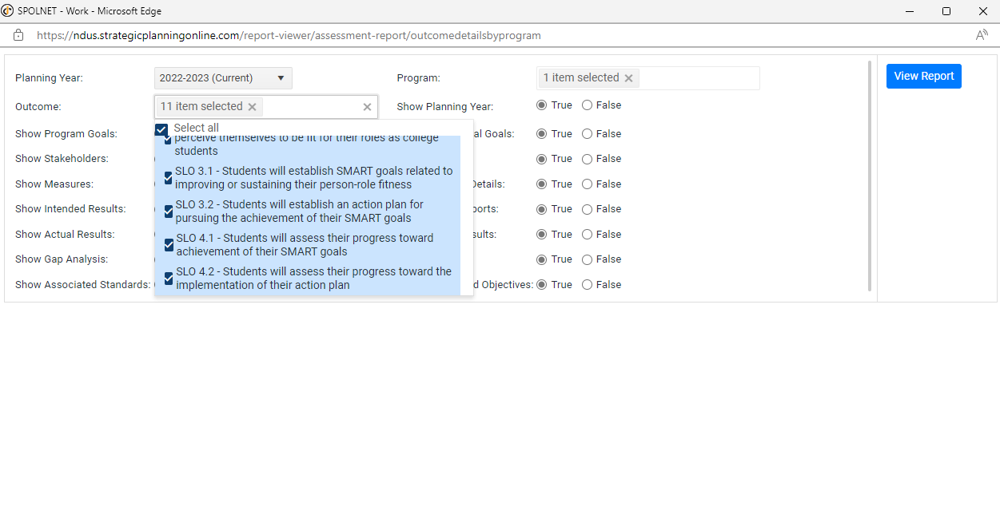 SPOLNET - Work - Microsoft Edge
https://ndus.strategicplanningonline.com/report-viewer/assessment-report/outcomedetailsbyprogram
Planning Year: 2022-2023 (Current) Program: 1 item selected View Report
Outcome: 11 item selected Show Planning Year: True False
Select all
Show Program Goals: al Goals: True False
perceive themselves to be fit for their roles as college
students
Show Stakeholders: True False
SLO 3.1 - Students will establish SMART goals related to
improving or sustaining their person-role fitness
Show Measures: Details: True False
SLO 3.2 - Students will establish an action plan for
pursuing the achievement of their SMART goals
Show Intended Results: ports: True False
SLO 4.1 - Students will assess their progress toward
achievement of their SMART goals
Show Actual Results: sults: True False
Show Gap Analysis: True False
SLO 4.2 - Students will assess their progress toward the
implementation of their action plan
Show Associated Standards: d Objectives: True False